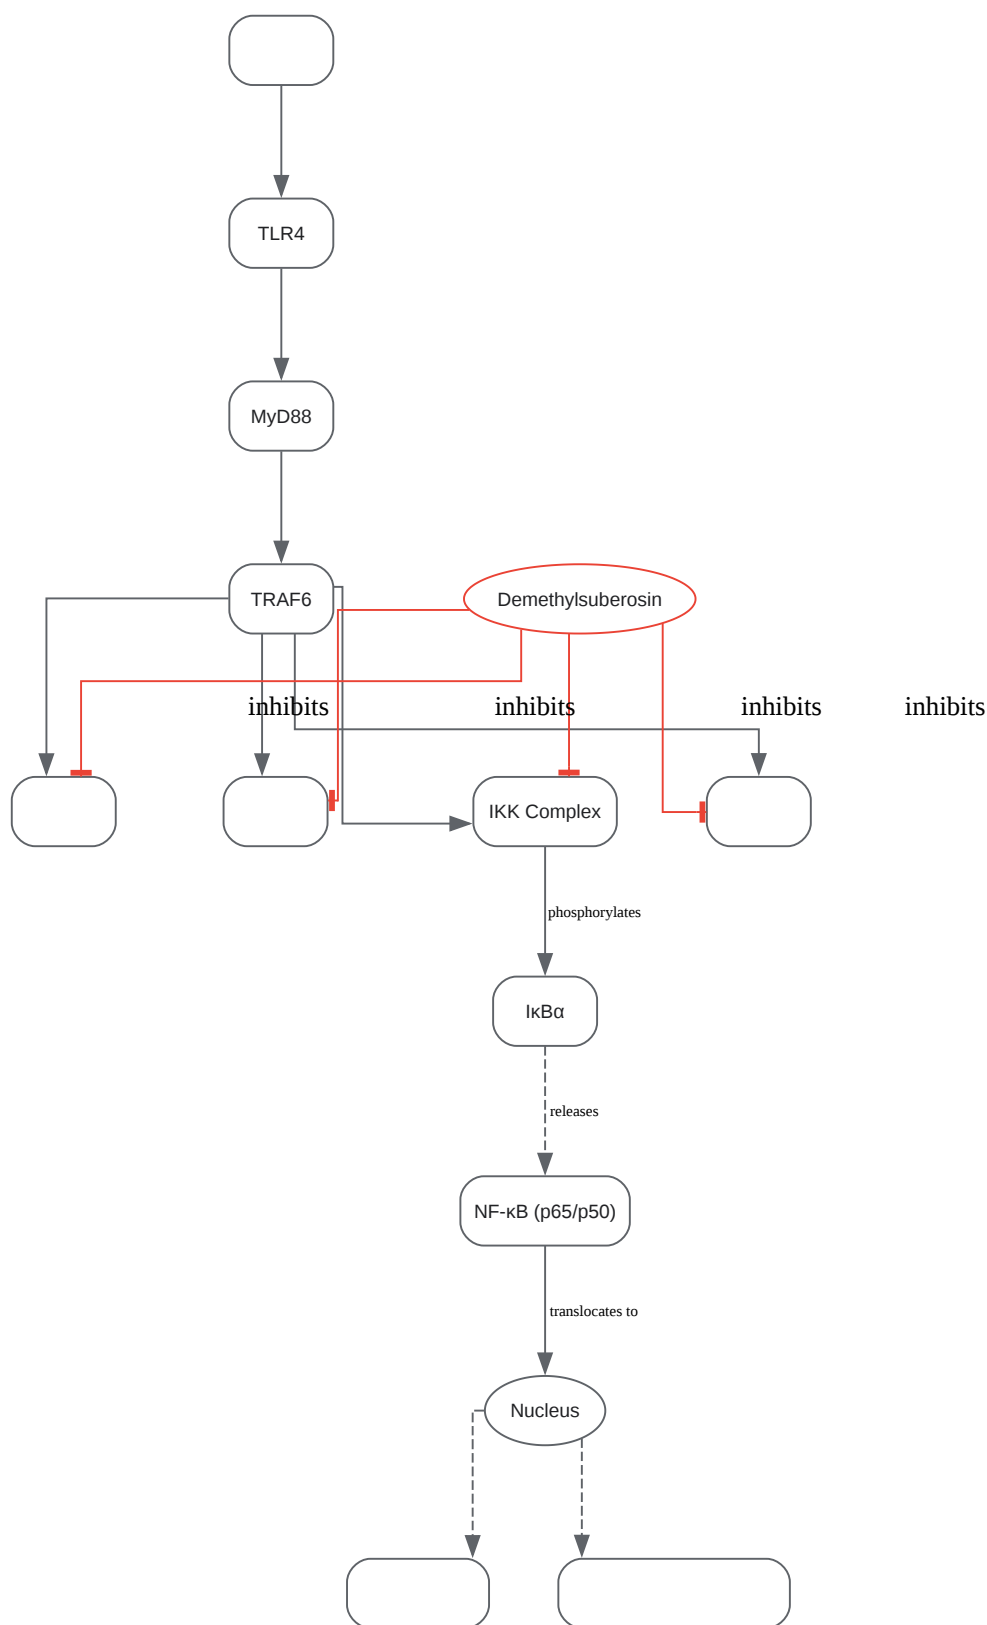 TLR4
MyD88
TRAF6
Demethylsuberosin
inhibits
inhibits
inhibits
inhibits
IKK Complex
phosphorylates
IκBα
releases
NF-κB (p65/p50)
translocates to
Nucleus